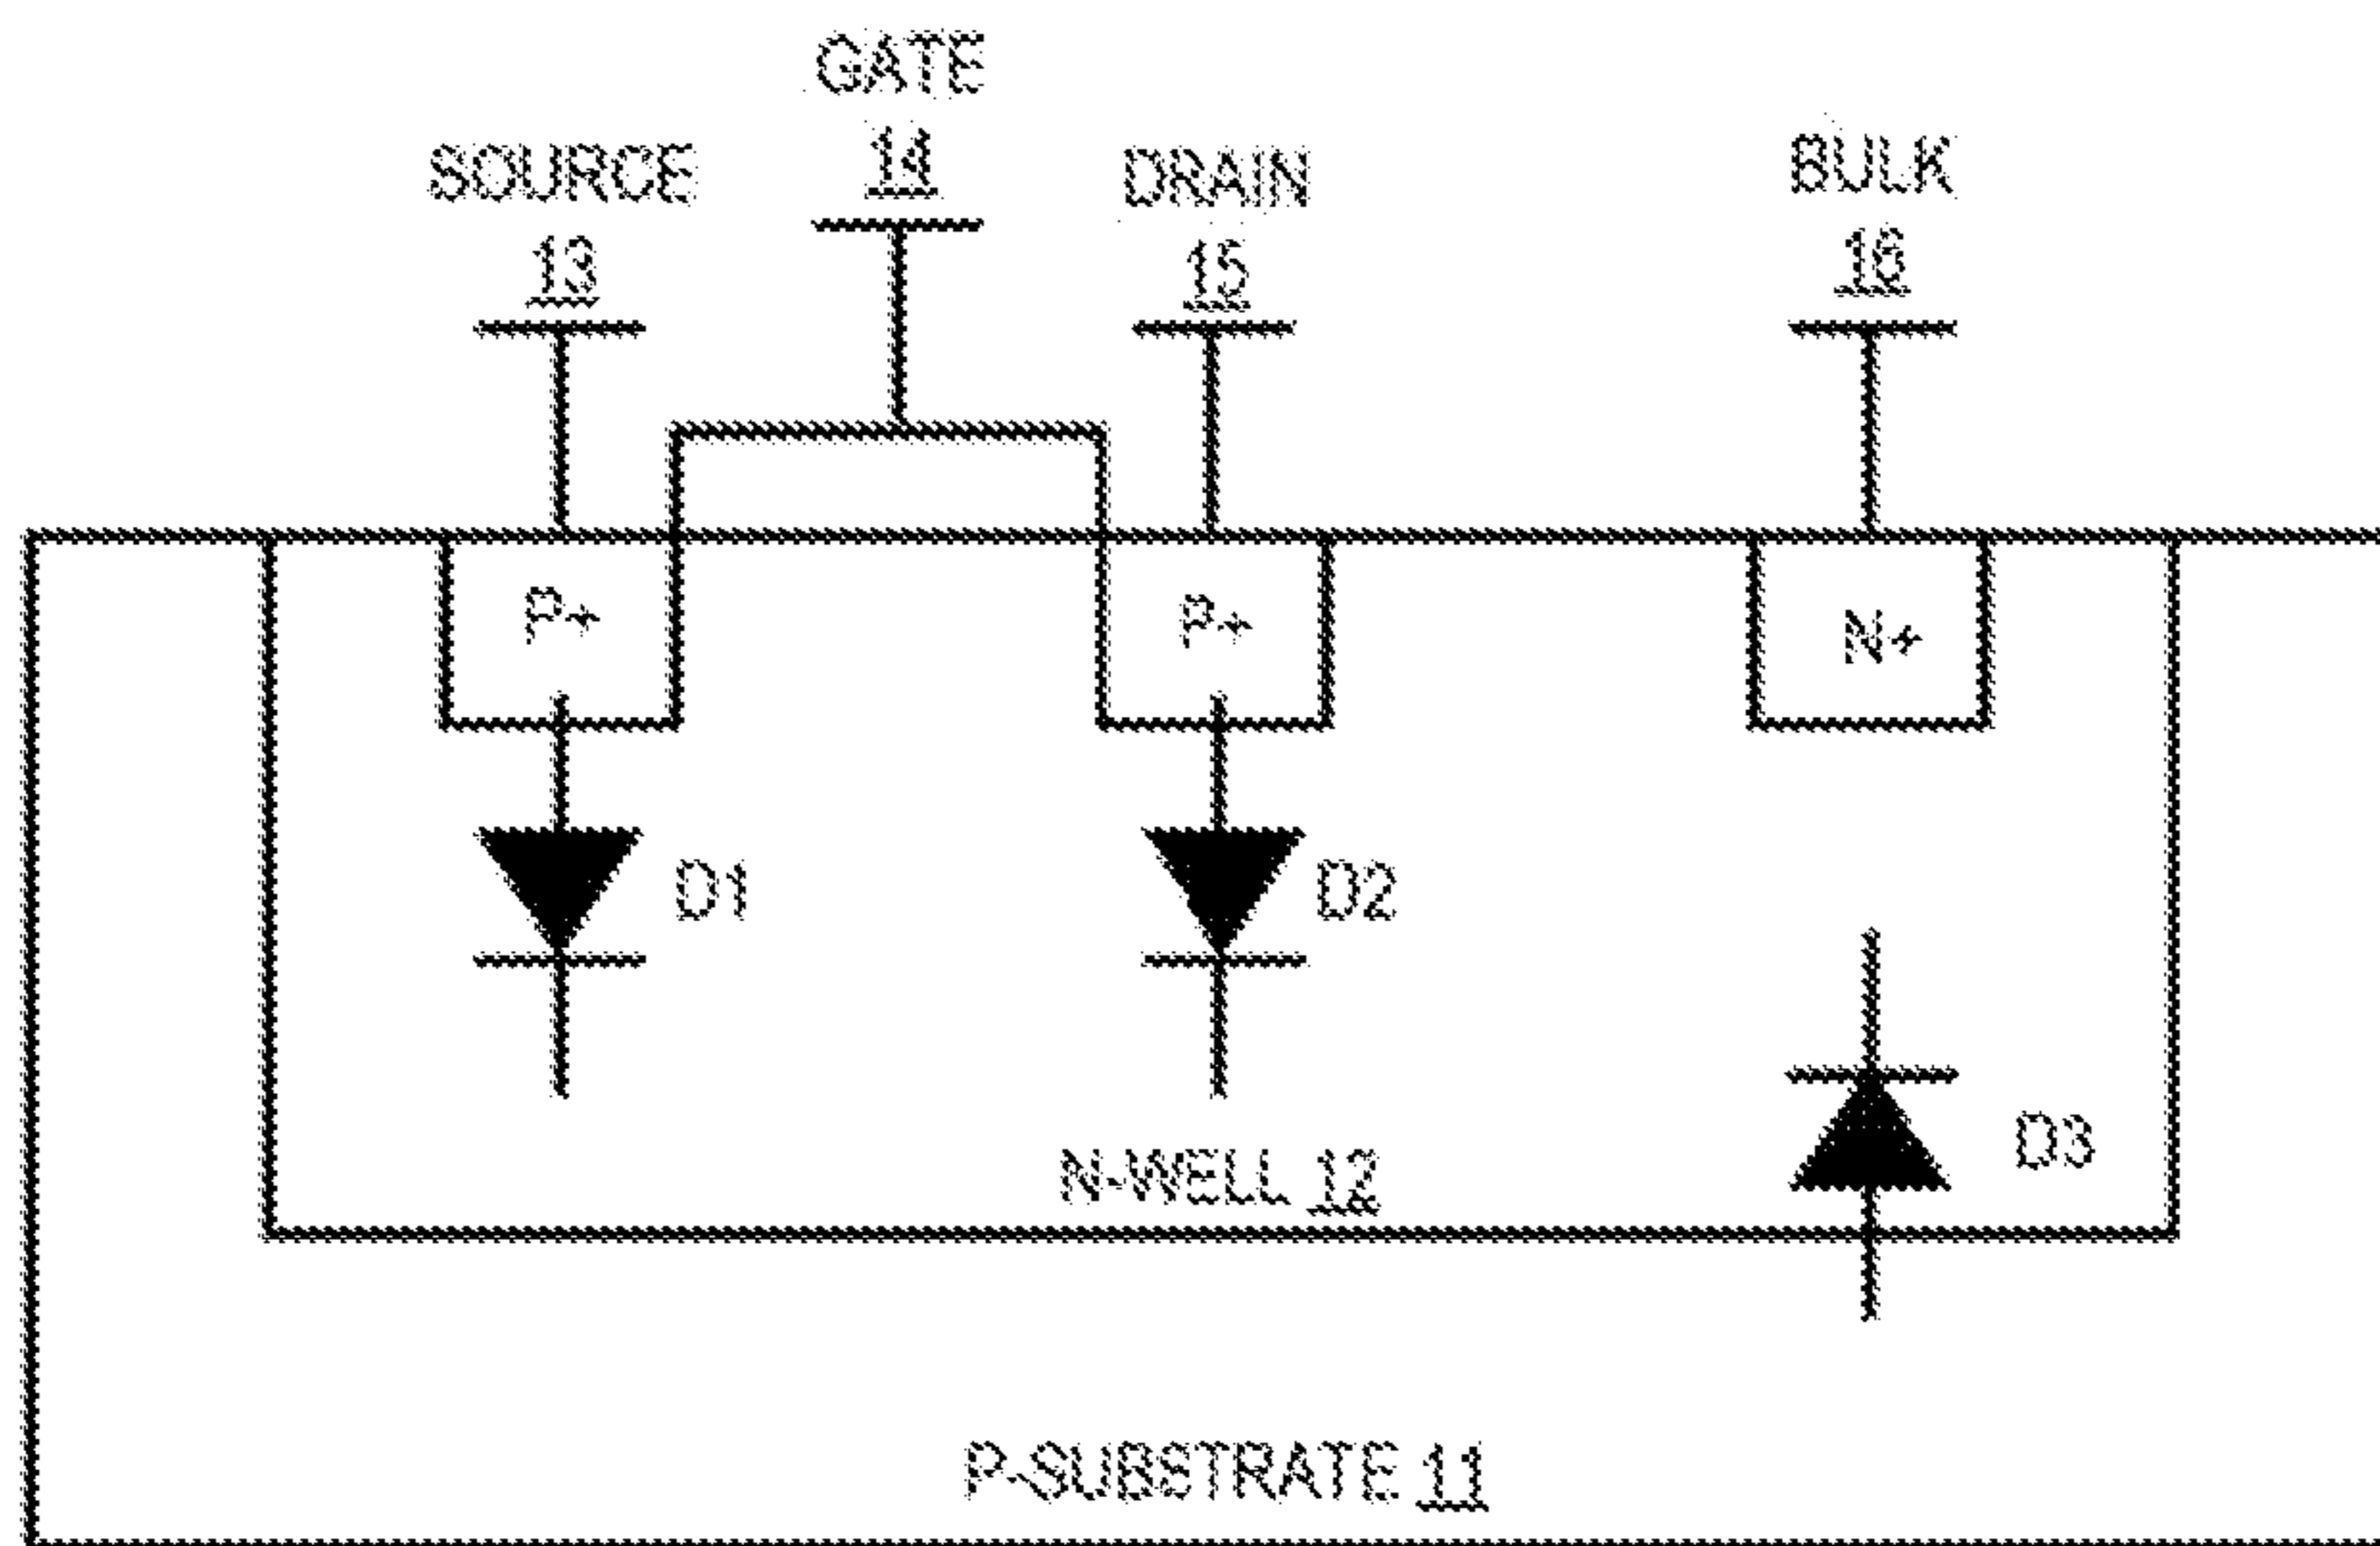 GATE
14
SOURCE
13
DRAIN
15
BULK
16
P+
P+
N+
D1
D2
D3
N-WELL 12
P-SUBSTRATE 11